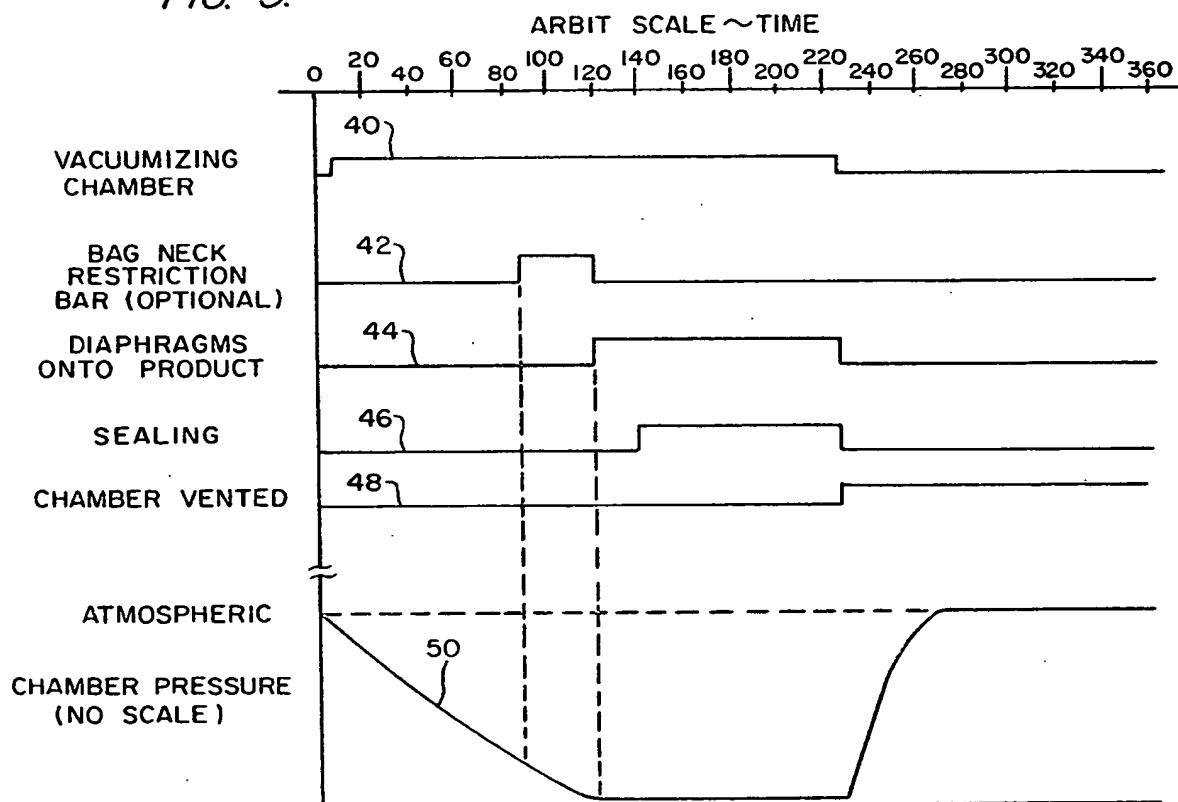 FIG. 3.
ARBIT SCALE ~ TIME
0 20 40 60 80 100 120 140 160 180 200 220 240 260 280 300 320 340 360
VACUUMIZING
CHAMBER
40
BAG NECK
RESTRICTION
BAR (OPTIONAL)
42
DIAPHRAGMS
ONTO PRODUCT
44
SEALING
46
CHAMBER VENTED
48
ATMOSPHERIC
CHAMBER PRESSURE
(NO SCALE)
50